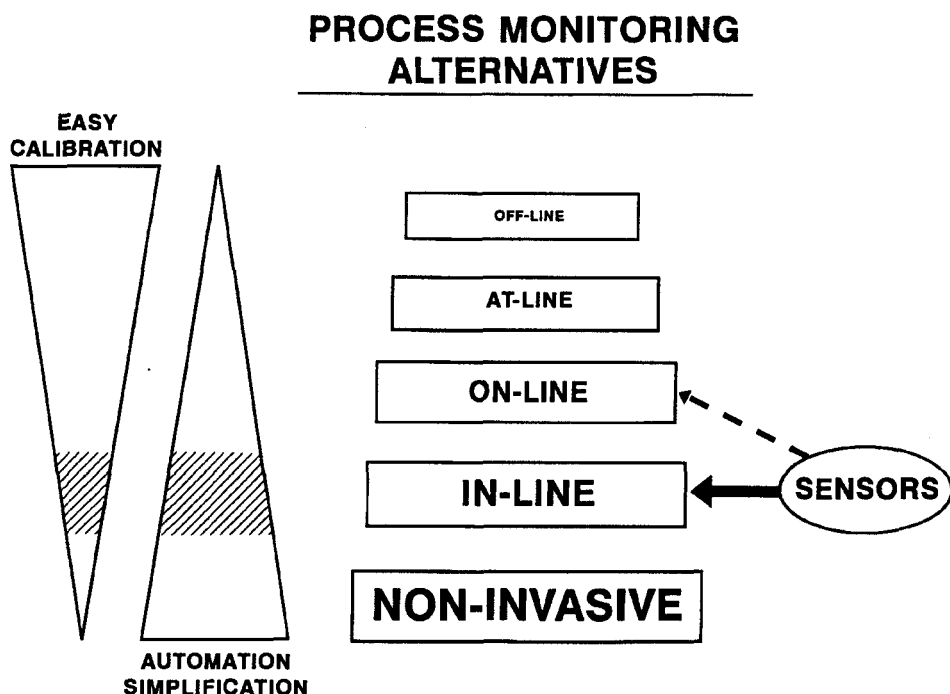 PROCESS MONITORING
ALTERNATIVES
EASY
CALIBRATION
OFF-LINE
AT-LINE
ON-LINE
IN-LINE
SENSORS
NON-INVASIVE
AUTOMATION
SIMPLIFICATION